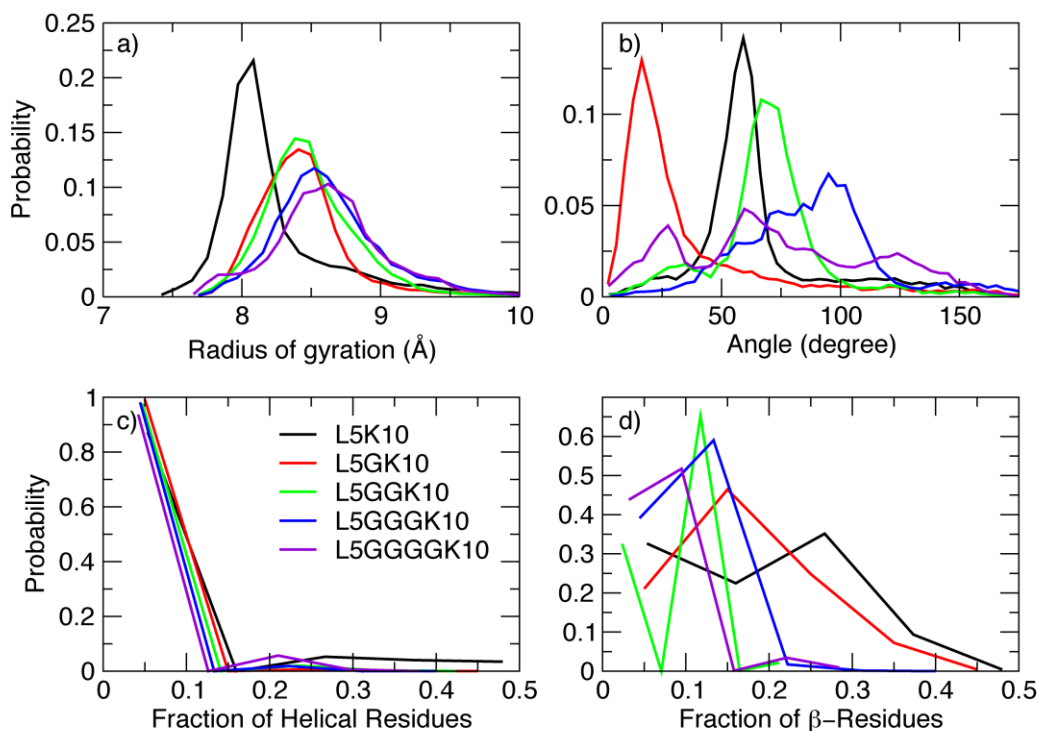 a)
0.25
0.2
0.15
0.1
0.05
0
7
8
9
10
Probability
Radius of gyration (Å)
b)
0.1
0.05
0
0
50
100
150
Angle (degree)
c)
1
0.8
0.6
0.4
0.2
0
0
0.1
0.2
0.3
0.4
0.5
Probability
Fraction of Helical Residues
L5K10
L5GK10
L5GGK10
L5GGGK10
L5GGGGK10
d)
0.6
0.5
0.4
0.3
0.2
0.1
0
0
0.1
0.2
0.3
0.4
0.5
Fraction of β−Residues